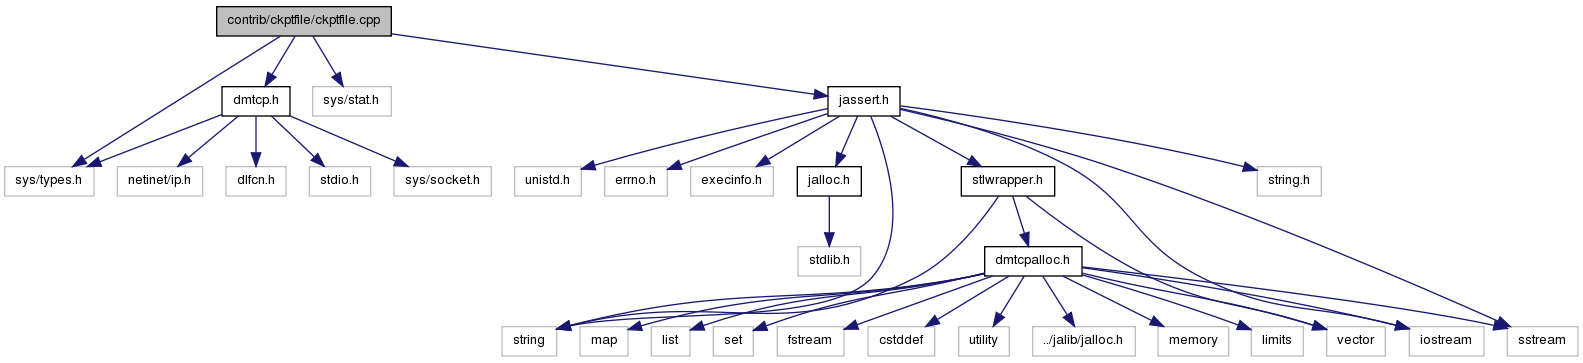 contrib/ckptfile/ckptfile.cpp
dmtcp.h
sys/stat.h
jassert.h
sys/types.h
netinet/ip.h
dlfcn.h
stdio.h
sys/socket.h
unistd.h
errno.h
execinfo.h
jalloc.h
stlwrapper.h
string.h
stdlib.h
dmtcpalloc.h
string
map
list
set
fstream
cstddef
utility
../jalib/jalloc.h
memory
limits
vector
iostream
sstream